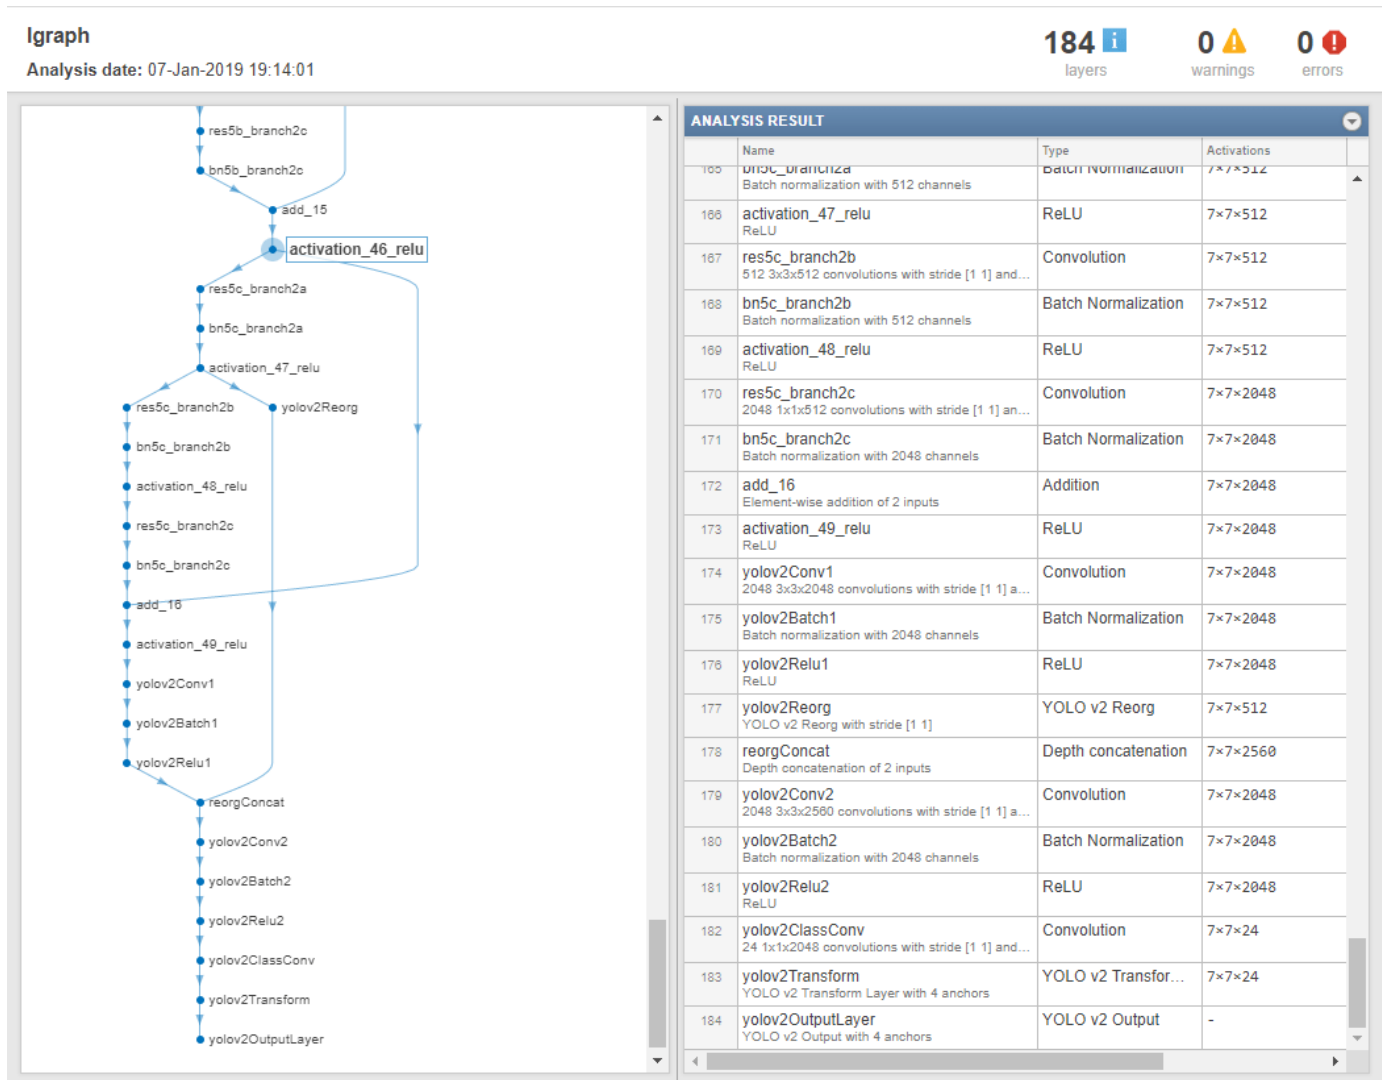 lgraph
Analysis date: 07-Jan-2019 19:14:01
184 i
layers
0
warnings
0
errors
res5b_branch2c
bn5b_branch2c
add_15
activation_46_relu
res5c_branch2a
bn5c_branch2a
activation_47_relu
res5c_branch2b
yolov2Reorg
bn5c_branch2b
activation_48_relu
res5c_branch2c
bn5c_branch2c
add_16
activation_49_relu
yolov2Conv1
yolov2Batch1
yolov2Relu1
reorgConcat
yolov2Conv2
yolov2Batch2
yolov2Relu2
yolov2ClassConv
yolov2Transform
yolov2OutputLayer
ANALYSIS RESULT
Name Type Activations
165 bn5c_branch2a Batch Normalization 7×7×512
Batch normalization with 512 channels
166 activation_47_relu ReLU 7×7×512
ReLU
167 res5c_branch2b Convolution 7×7×512
512 3x3x512 convolutions with stride [1 1] and...
168 bn5c_branch2b Batch Normalization 7×7×512
Batch normalization with 512 channels
169 activation_48_relu ReLU 7×7×512
ReLU
170 res5c_branch2c Convolution 7×7×2048
2048 1x1x512 convolutions with stride [1 1] an...
171 bn5c_branch2c Batch Normalization 7×7×2048
Batch normalization with 2048 channels
172 add_16 Addition 7×7×2048
Element-wise addition of 2 inputs
173 activation_49_relu ReLU 7×7×2048
ReLU
174 yolov2Conv1 Convolution 7×7×2048
2048 3x3x2048 convolutions with stride [1 1] a...
175 yolov2Batch1 Batch Normalization 7×7×2048
Batch normalization with 2048 channels
176 yolov2Relu1 ReLU 7×7×2048
ReLU
177 yolov2Reorg YOLO v2 Reorg 7×7×512
YOLO v2 Reorg with stride [1 1]
178 reorgConcat Depth concatenation 7×7×2560
Depth concatenation of 2 inputs
179 yolov2Conv2 Convolution 7×7×2048
2048 3x3x2560 convolutions with stride [1 1] a...
180 yolov2Batch2 Batch Normalization 7×7×2048
Batch normalization with 2048 channels
181 yolov2Relu2 ReLU 7×7×2048
ReLU
182 yolov2ClassConv Convolution 7×7×24
24 1x1x2048 convolutions with stride [1 1] and...
183 yolov2Transform YOLO v2 Transfor... 7×7×24
YOLO v2 Transform Layer with 4 anchors
184 yolov2OutputLayer YOLO v2 Output -
YOLO v2 Output with 4 anchors